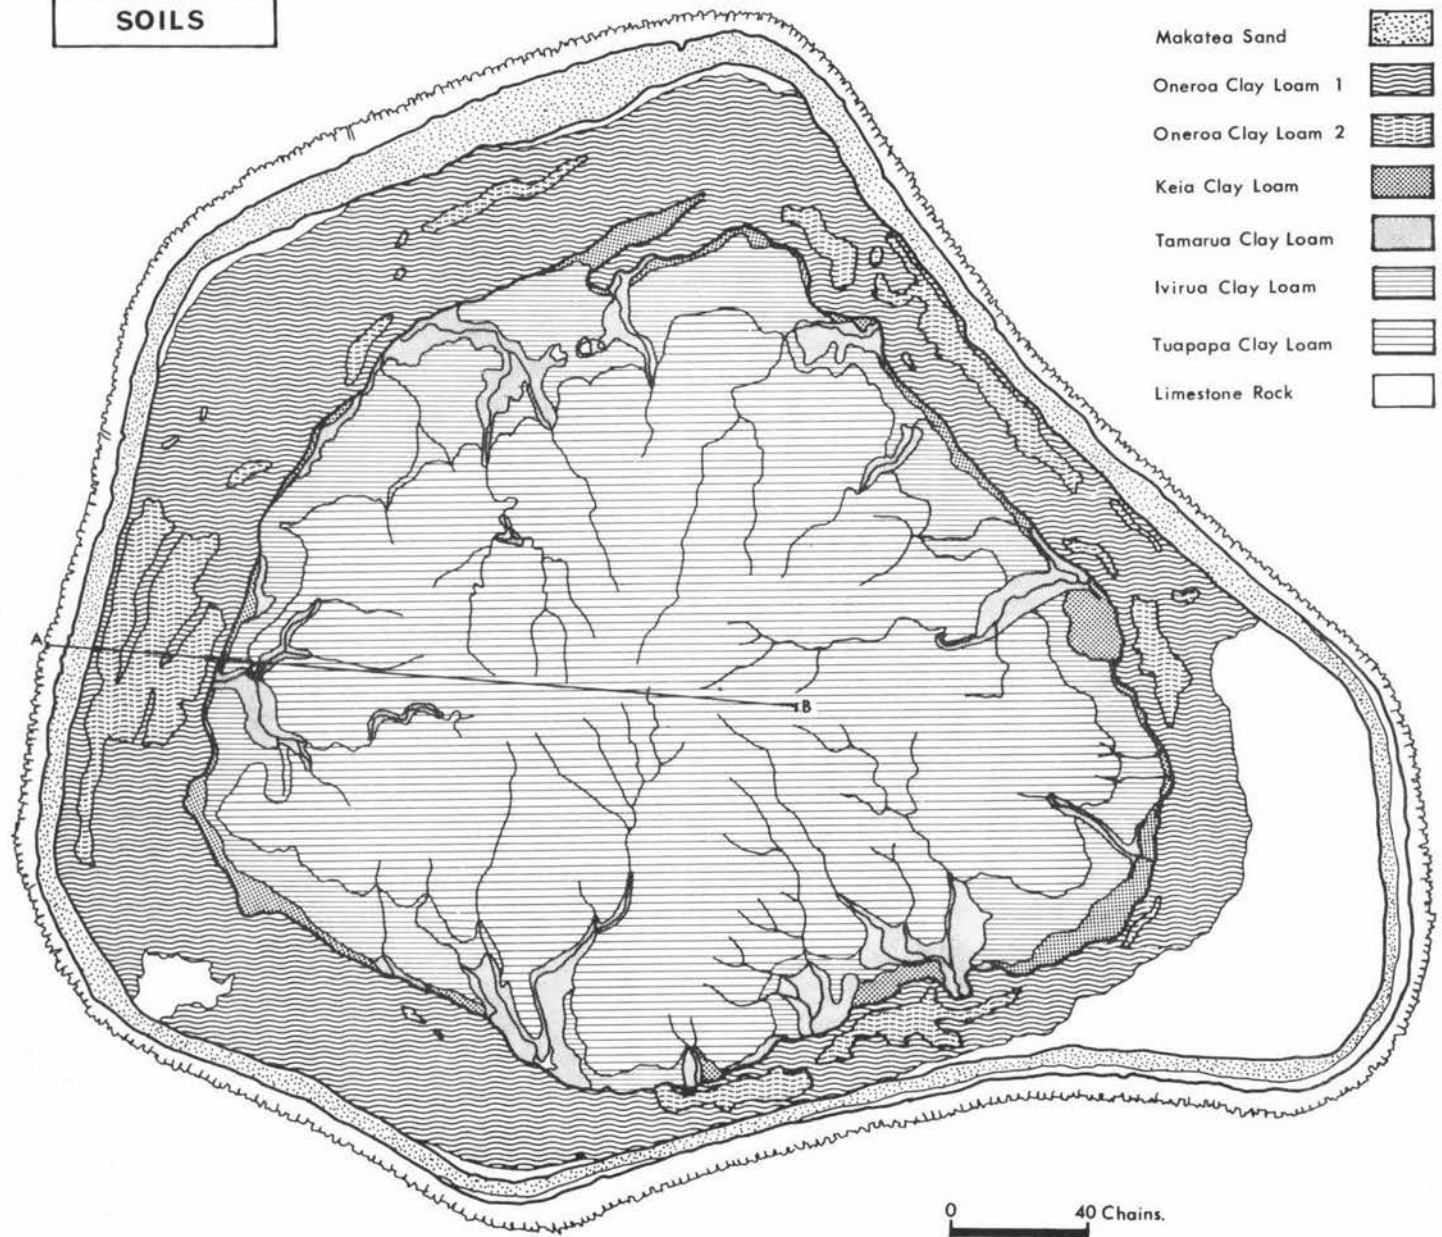 SOILS
Makatea Sand
Oneroa Clay Loam 1
Oneroa Clay Loam 2
Keia Clay Loam
Tamarua Clay Loam
Ivirua Clay Loam
Tuapapa Clay Loam
Limestone Rock
A
B
0 40 Chains.